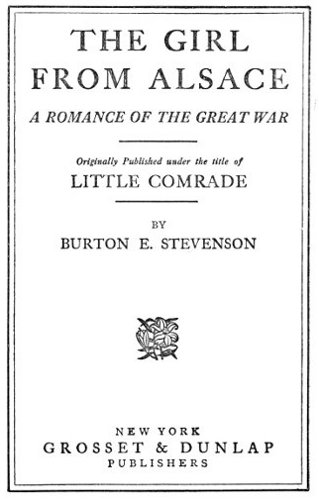 THE GIRL
FROM ALSACE
A ROMANCE OF THE GREAT WAR
Originally Published under the title of
LITTLE COMRADE
BY
BURTON E. STEVENSON
NEW YORK
GROSSET & DUNLAP
PUBLISHERS